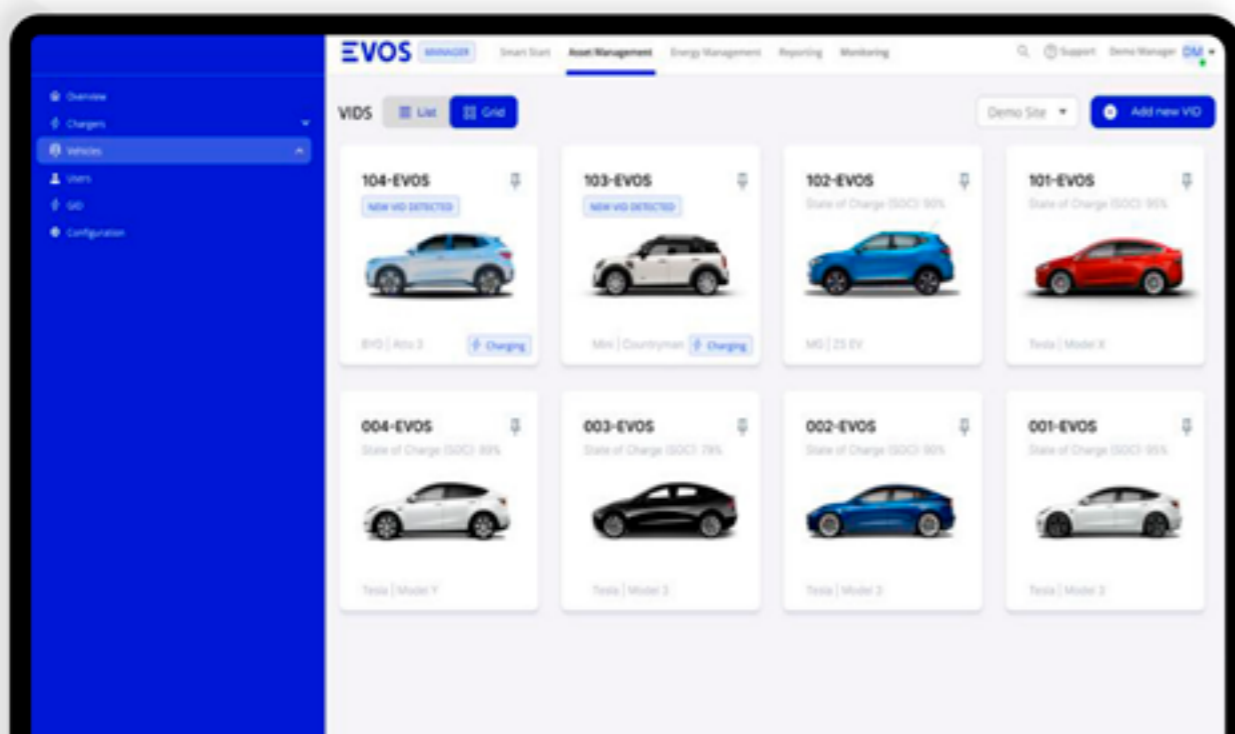 EVOS MANAGER Smart Start Asset Management Energy Management Reporting Monitoring Support Demo Manager DM
Overview
Chargers
Vehicles
Users
GID
Configuration
VIDS List Grid Demo Site Add new VID
104-EVOS
NEW VID DETECTED
BYD | Atto 3 Charging
103-EVOS
NEW VID DETECTED
Mini | Countryman Charging
102-EVOS
State of Charge (SOC): 90%
MG | ZS EV
101-EVOS
State of Charge (SOC): 95%
Tesla | Model X
004-EVOS
State of Charge (SOC): 89%
Tesla | Model Y
003-EVOS
State of Charge (SOC): 79%
Tesla | Model 3
002-EVOS
State of Charge (SOC): 90%
Tesla | Model 3
001-EVOS
State of Charge (SOC): 95%
Tesla | Model 3